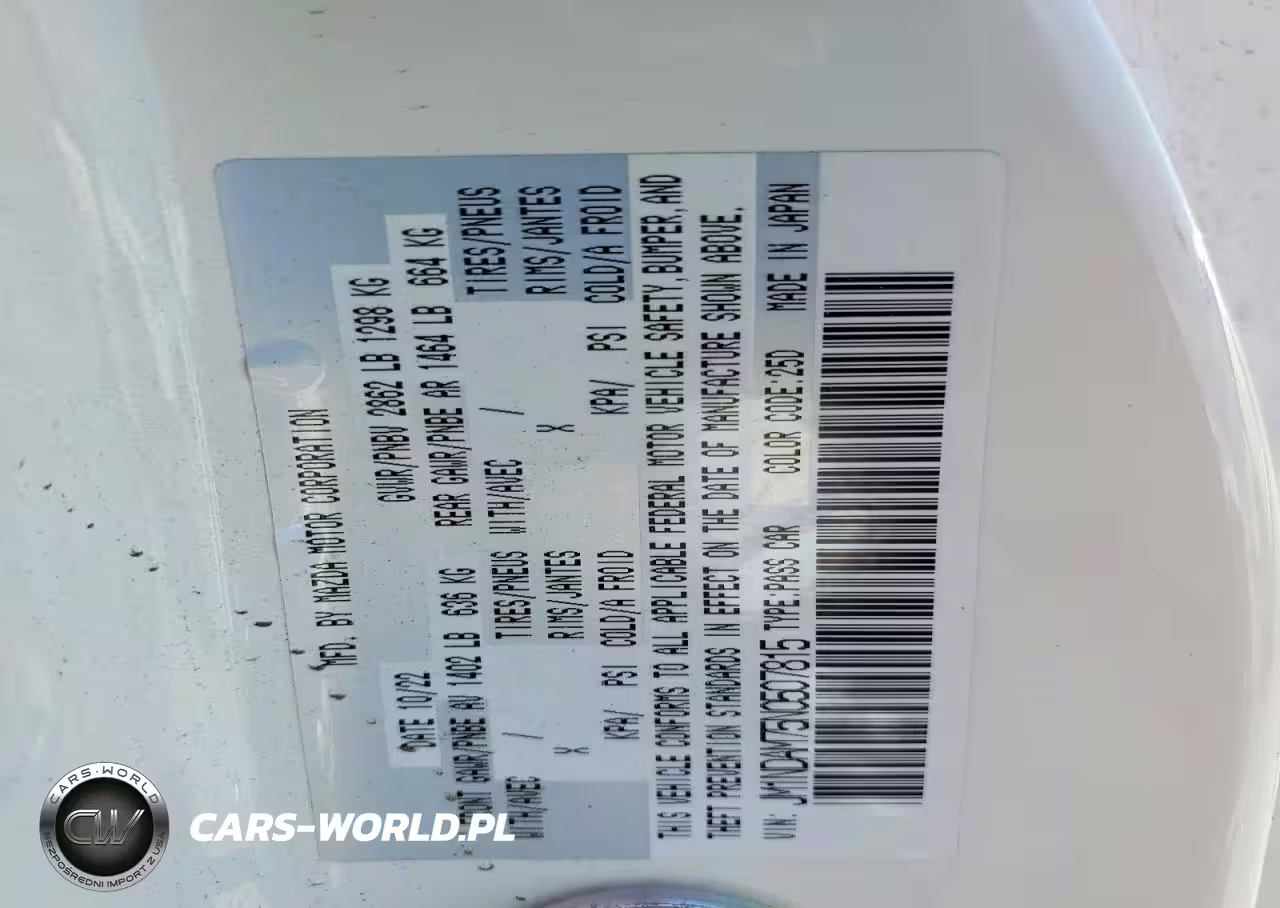 MFD. BY MAZDA MOTOR CORPORATION
DATE 10/22 GVWR/PNBV 2862 LB 1298 KG
FRONT GAWR/PNBE AV 1402 LB 636 KG REAR GAWR/PNBE AR 1464 LB 664 KG
WITH/AVEC / TIRES/PNEUS WITH/AVEC / TIRES/PNEUS
X RIMS/JANTES X RIMS/JANTES
KPA/ PSI COLD/A FROID KPA/ PSI COLD/A FROID
THIS VEHICLE CONFORMS TO ALL APPLICABLE FEDERAL MOTOR VEHICLE SAFETY, BUMPER, AND
THEFT PREVENTION STANDARDS IN EFFECT ON THE DATE OF MANUFACTURE SHOWN ABOVE.
VIN: JM1NDAM75N0507815 TYPE:PASS CAR COLOR CODE:25D MADE IN JAPAN
CARS-WORLD
CW
BEZPOŚREDNI IMPORT Z USA
CARS-WORLD.PL